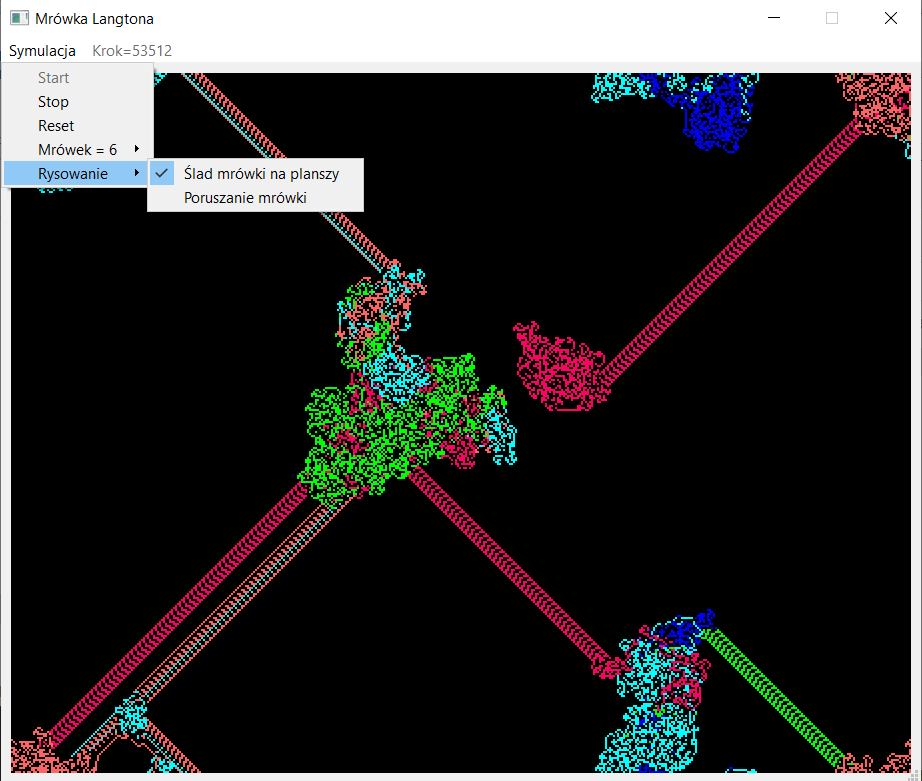 Mrówka Langtona
Symulacja Krok=53512
Start
Stop
Reset
Mrówek = 6
Rysowanie
Ślad mrówki na planszy
Poruszanie mrówki